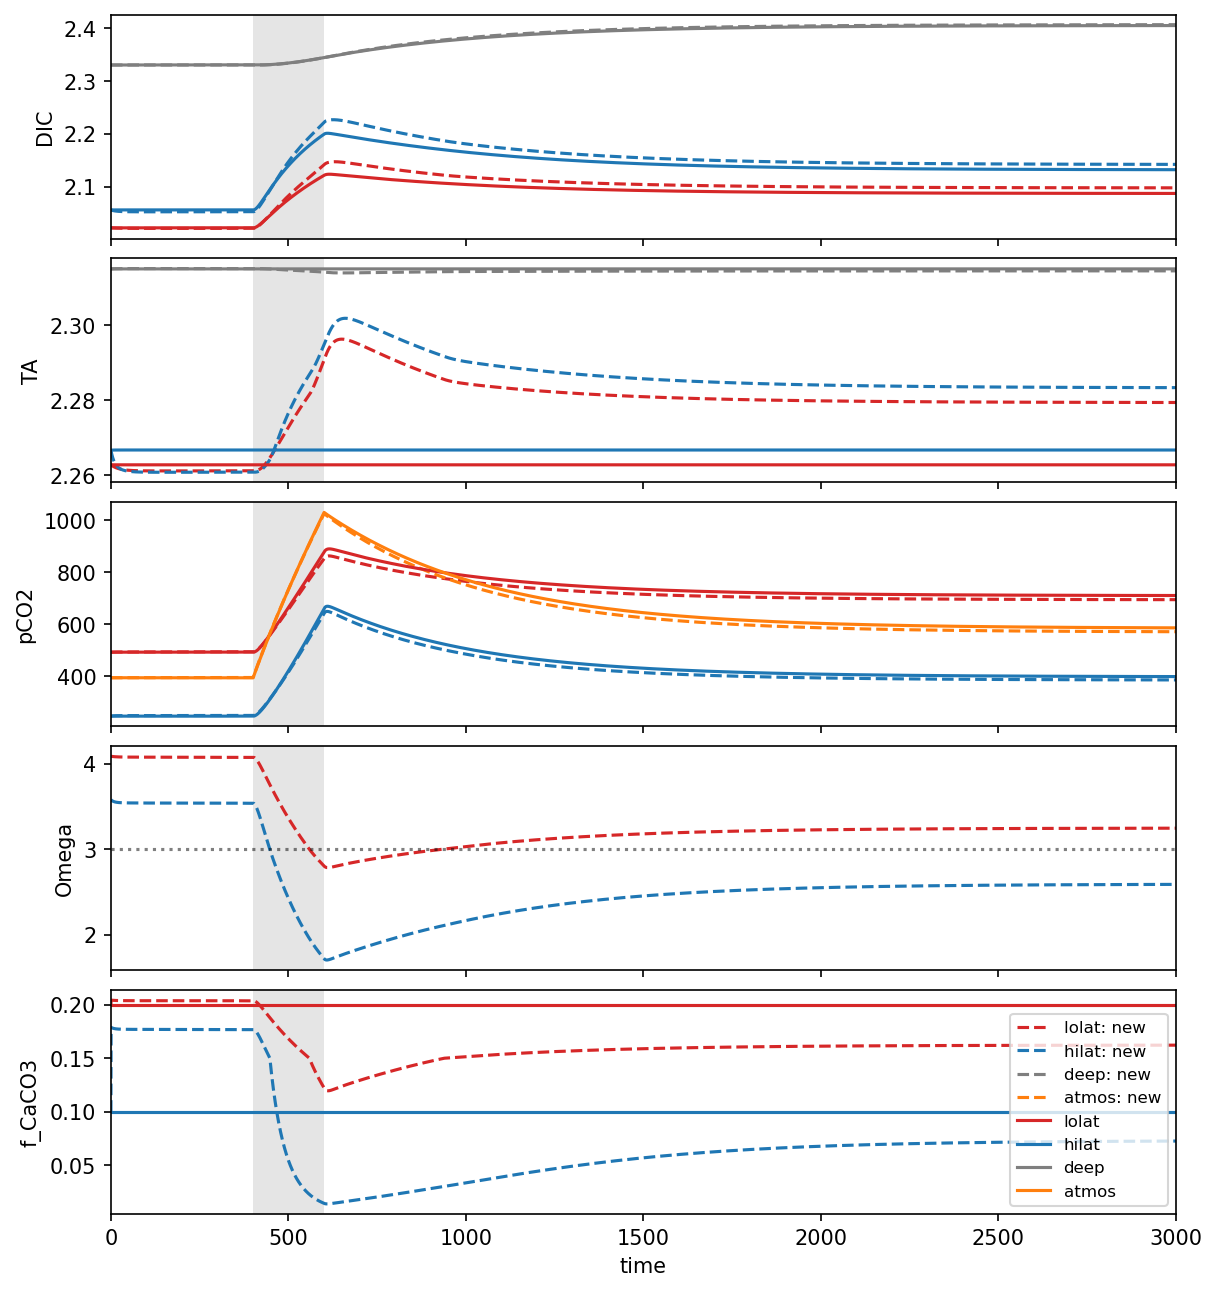 2.4
2.3
2.2
2.1
DIC
2.30
2.28
2.26
TA
1000
800
600
400
pCO2
4
3
2
Omega
0.20
0.15
0.10
0.05
f_CaCO3
lolat: new
hilat: new
deep: new
atmos: new
lolat
hilat
deep
atmos
0 500 1000 1500 2000 2500 3000
time